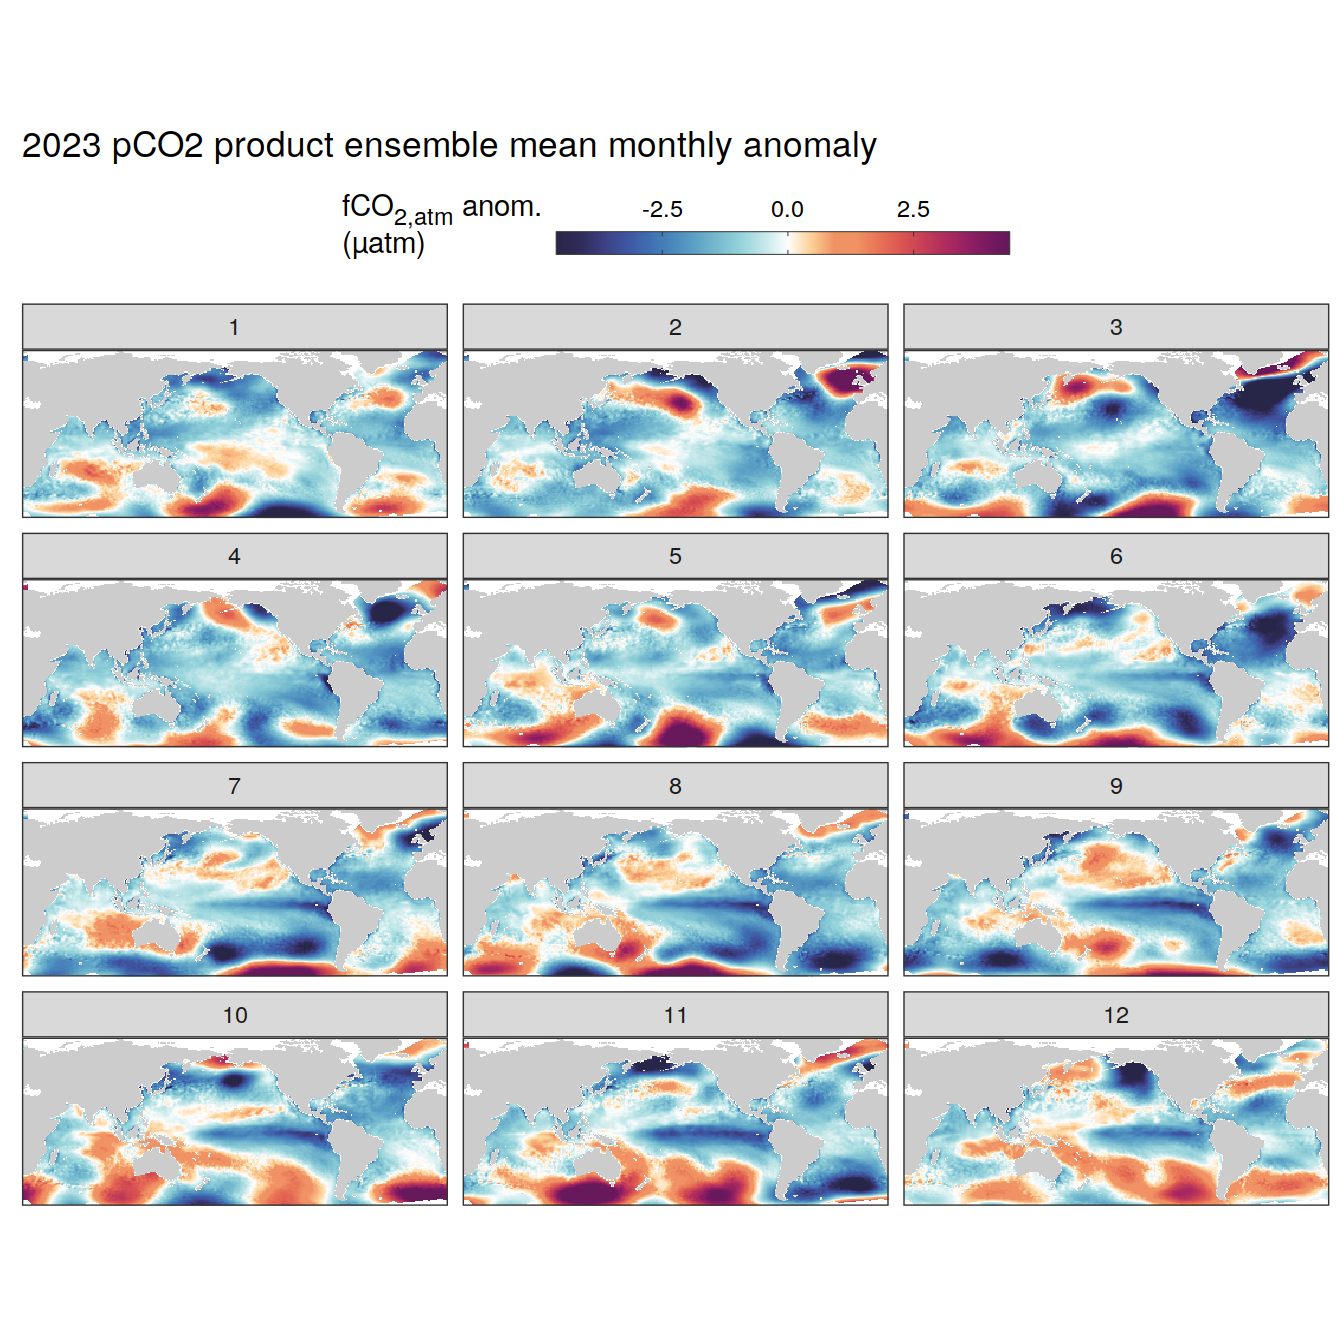 2023 pCO2 product ensemble mean monthly anomaly
fCO2,atm anom.
(µatm)
-2.5 0.0 2.5
1 2 3
4 5 6
7 8 9
10 11 12